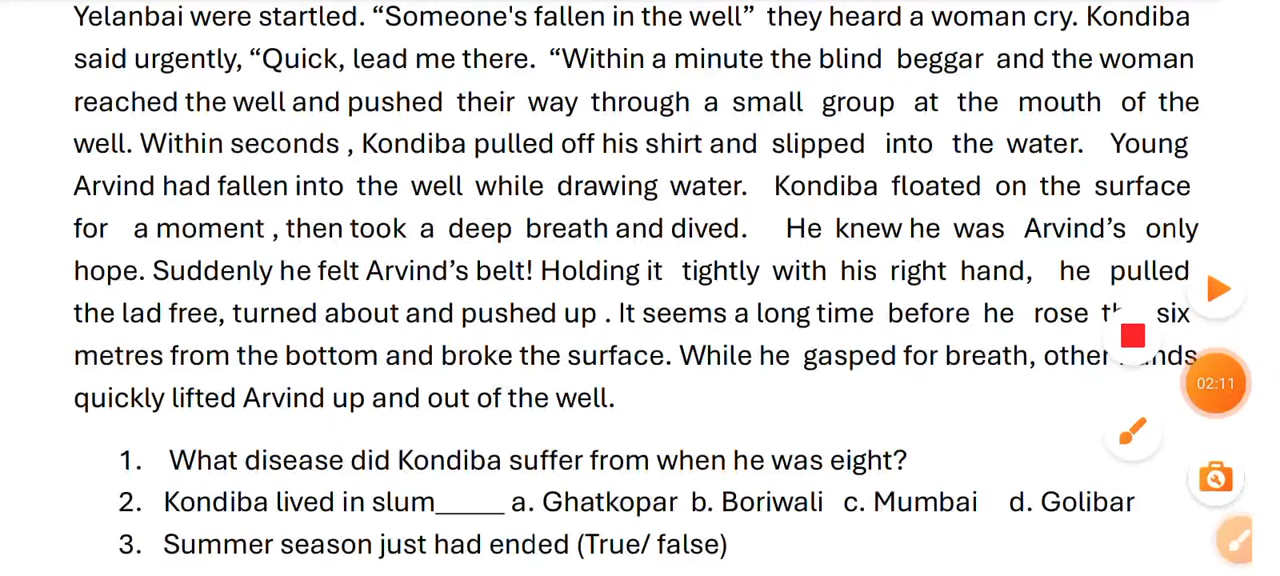 Yelanbai were startled. “Someone's fallen in the well” they heard a woman cry. Kondiba
said urgently, “Quick, lead me there. “Within a minute the blind beggar and the woman
reached the well and pushed their way through a small group at the mouth of the
well. Within seconds , Kondiba pulled off his shirt and slipped into the water. Young
Arvind had fallen into the well while drawing water. Kondiba floated on the surface
for a moment , then took a deep breath and dived. He knew he was Arvind’s only
hope. Suddenly he felt Arvind’s belt! Holding it tightly with his right hand, he pulled
the lad free, turned about and pushed up . It seems a long time before he rose six
metres from the bottom and broke the surface. While he gasped for breath,
quickly lifted Arvind up and out of the well.
1. What disease did Kondiba suffer from when he was eight?
2. Kondiba lived in slum_____ a. Ghatkopar b. Boriwali c. Mumbai d. Golibar
3. Summer season just had ended (True/ false)
02:11